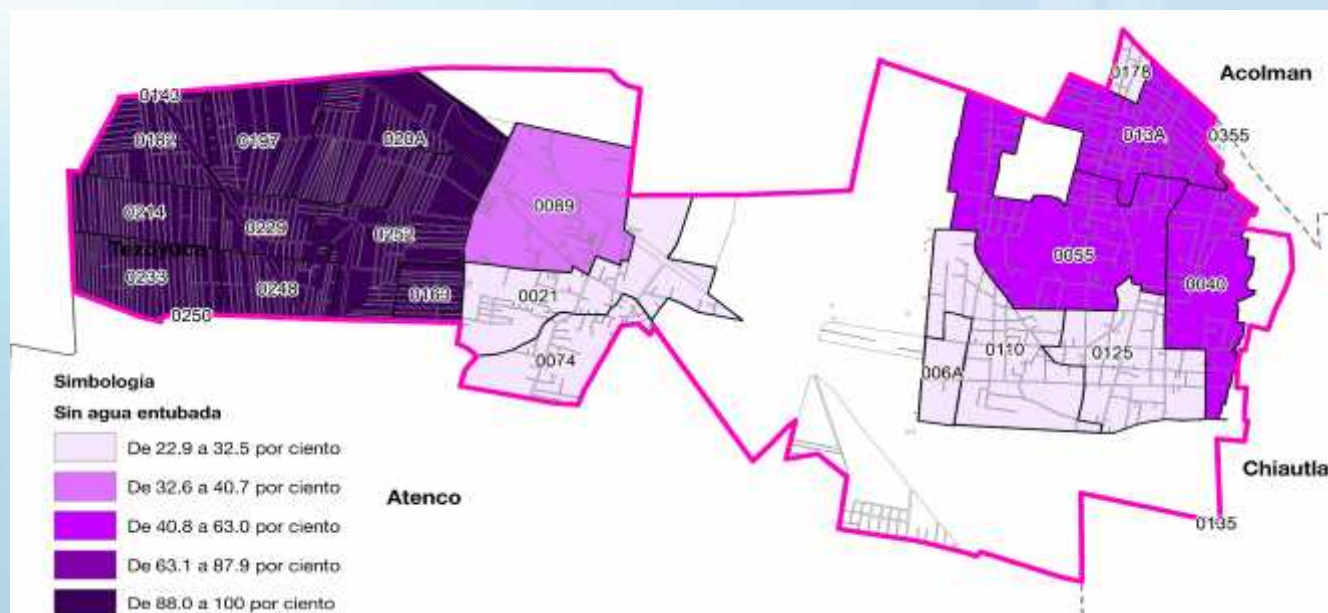 0178
Acolman
0143
013A
0355
0182
0197
020A
0089
0214
0229
0252
0055
Tezoyuca
0233
0248
0169
0021
0040
0250
0074
0110
0125
006A
Simbología
Sin agua entubada
De 22.9 a 32.5 por ciento
De 32.6 a 40.7 por ciento
De 40.8 a 63.0 por ciento
De 63.1 a 87.9 por ciento
De 88.0 a 100 por ciento
Atenco
Chiautla
0135